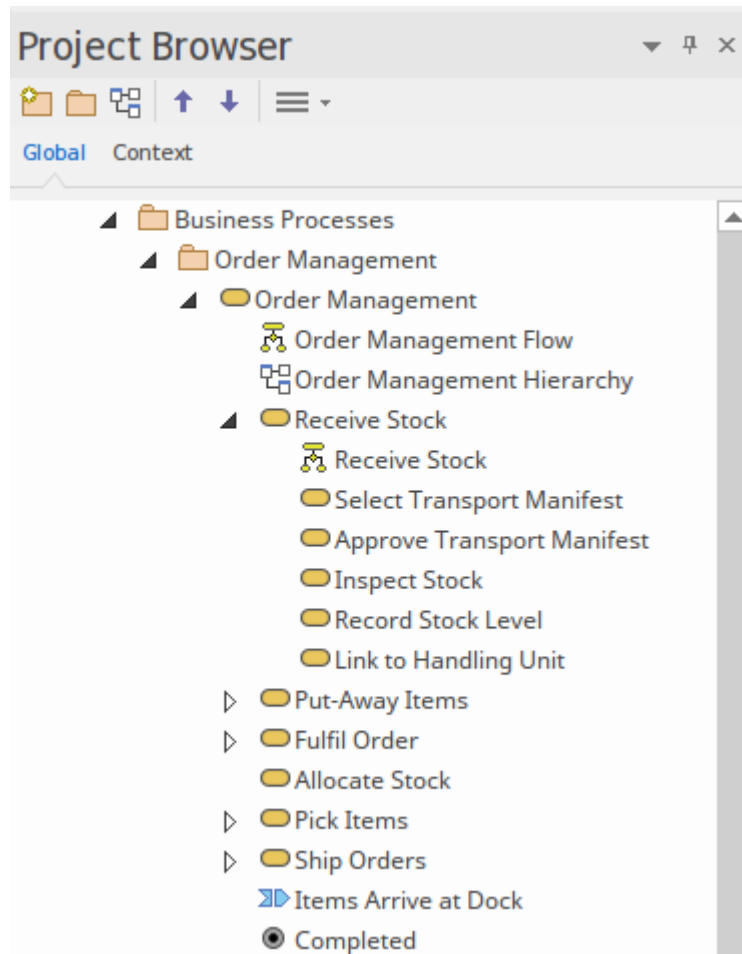 Project Browser
Global Context
Business Processes
Order Management
Order Management
Order Management Flow
Order Management Hierarchy
Receive Stock
Receive Stock
Select Transport Manifest
Approve Transport Manifest
Inspect Stock
Record Stock Level
Link to Handling Unit
Put-Away Items
Fulfil Order
Allocate Stock
Pick Items
Ship Orders
Items Arrive at Dock
Completed